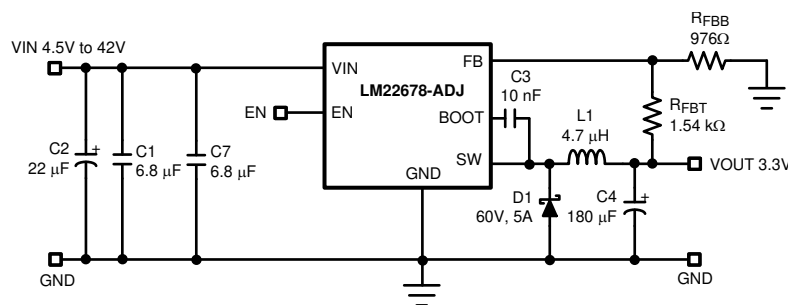 VIN 4.5V to 42V
VIN
LM22678-ADJ
FB
RFBB
976Ω
C3
10 nF
EN
EN
BOOT
L1
4.7 μH
RFBT
1.54 kΩ
C2
22 μF
+
C1
6.8 μF
C7
6.8 μF
SW
GND
VOUT 3.3V
D1
60V, 5A
C4
180 μF
+
GND
GND